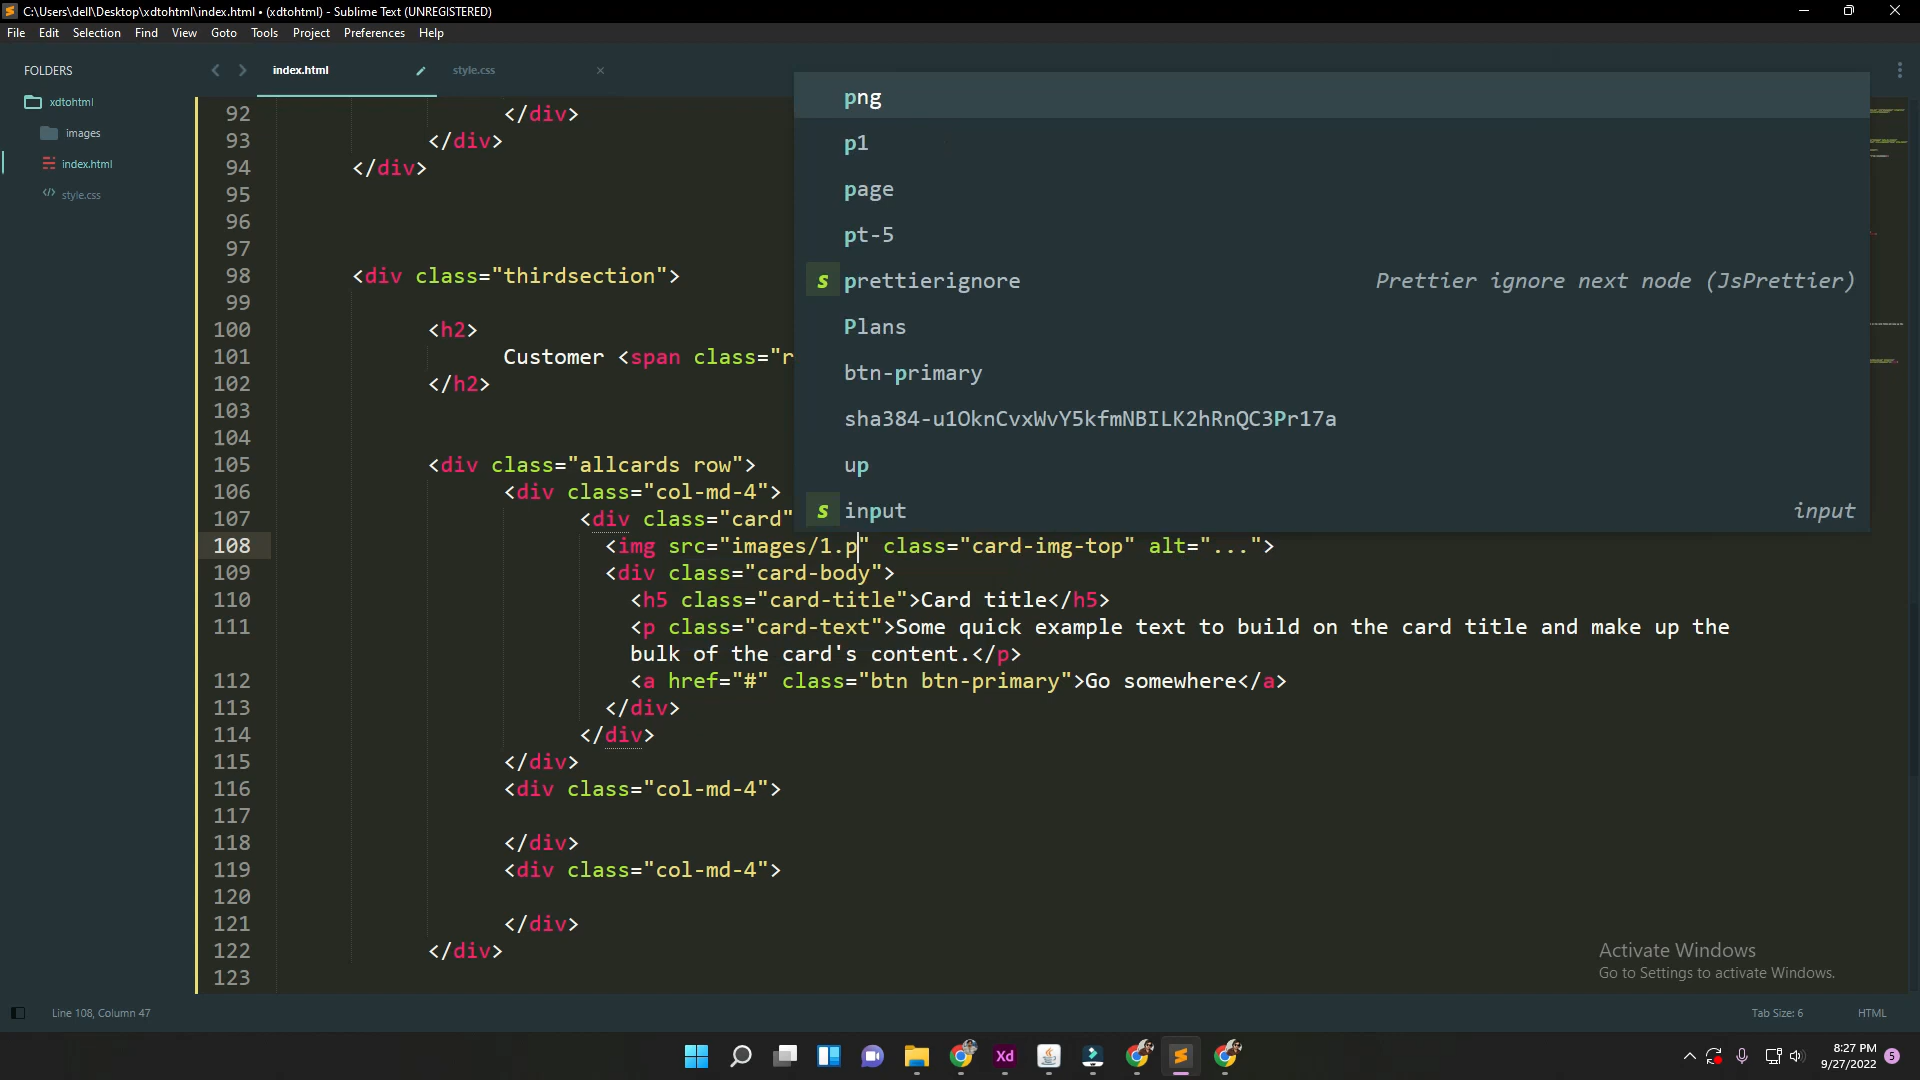 C:\Users\dell\Desktop\xdtohtml\index.html • (xdtohtml) - Sublime Text (UNREGISTERED)
File Edit Selection Find View Goto Tools Project Preferences Help
FOLDERS
xdtohtml
images
index.html
style.css
index.html style.css
92 </div>
93 </div>
94 </div>
95
96
97
98 <div class="thirdsection">
99
100 <h2>
101 Customer <span class="r
102 </h2>
103
104
105 <div class="allcards row">
106 <div class="col-md-4">
107 <div class="card"
108 <img src="images/1.p" class="card-img-top" alt="...">
109 <div class="card-body">
110 <h5 class="card-title">Card title</h5>
111 <p class="card-text">Some quick example text to build on the card title and make up the
bulk of the card's content.</p>
112 <a href="#" class="btn btn-primary">Go somewhere</a>
113 </div>
114 </div>
115 </div>
116 <div class="col-md-4">
117
118 </div>
119 <div class="col-md-4">
120
121 </div>
122 </div>
123
png
p1
page
pt-5
s prettierignore Prettier ignore next node (JsPrettier)
Plans
btn-primary
sha384-u1OknCvxWvY5kfmNBILK2hRnQC3Pr17a
up
s input input
Activate Windows
Go to Settings to activate Windows.
Line 108, Column 47 Tab Size: 6 HTML
Xd
8:27 PM
9/27/2022
5